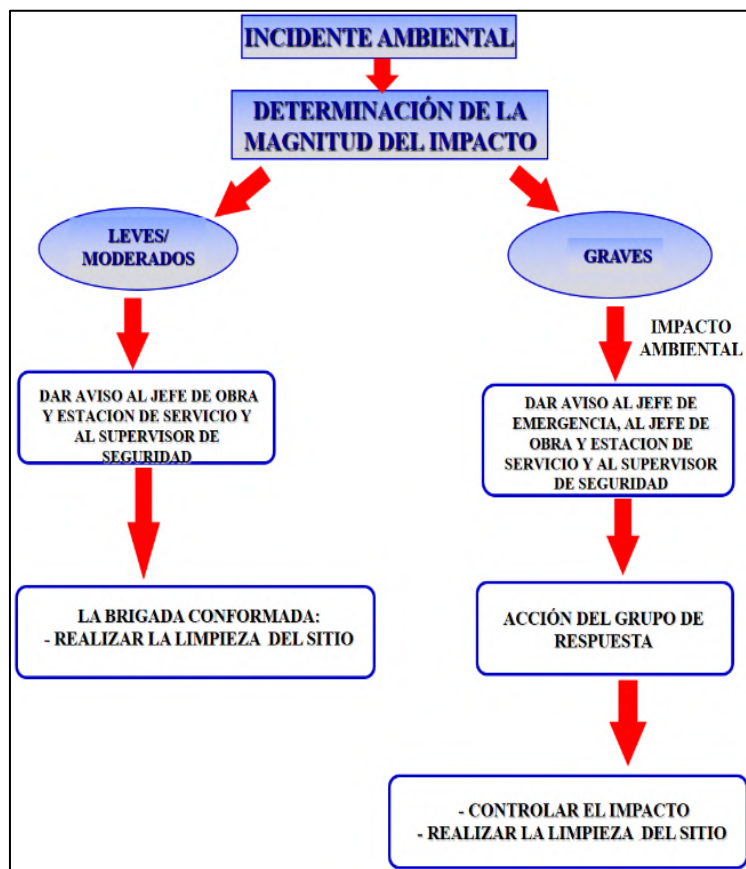 INCIDENTE AMBIENTAL
DETERMINACIÓN DE LA
MAGNITUD DEL IMPACTO
LEVES/
MODERADOS
DAR AVISO AL JEFE DE OBRA
Y ESTACION DE SERVICIO Y
AL SUPERVISOR DE
SEGURIDAD
LA BRIGADA CONFORMADA:
- REALIZAR LA LIMPIEZA DEL SITIO
GRAVES
IMPACTO
AMBIENTAL
DAR AVISO AL JEFE DE
EMERGENCIA, AL JEFE DE
OBRA Y ESTACION DE
SERVICIO Y AL SUPERVISOR
DE SEGURIDAD
ACCIÓN DEL GRUPO DE
RESPUESTA
- CONTROLAR EL IMPACTO
- REALIZAR LA LIMPIEZA DEL SITIO